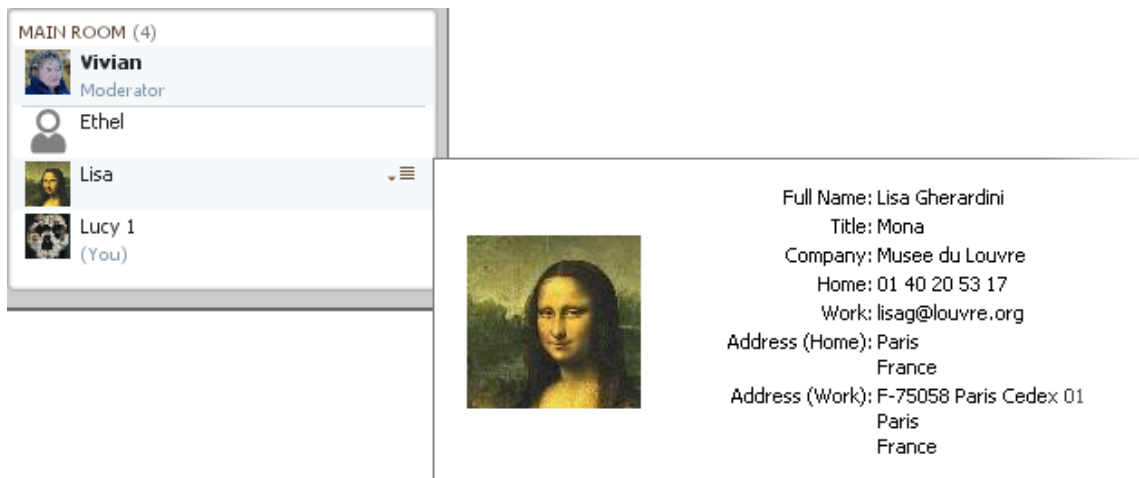 MAIN ROOM (4)
Vivian
Moderator
Ethel
Lisa
Lucy 1
(You)
Full Name: Lisa Gherardini
Title: Mona
Company: Musee du Louvre
Home: 01 40 20 53 17
Work: lisag@louvre.org
Address (Home): Paris
France
Address (Work): F-75058 Paris Cedex 01
Paris
France